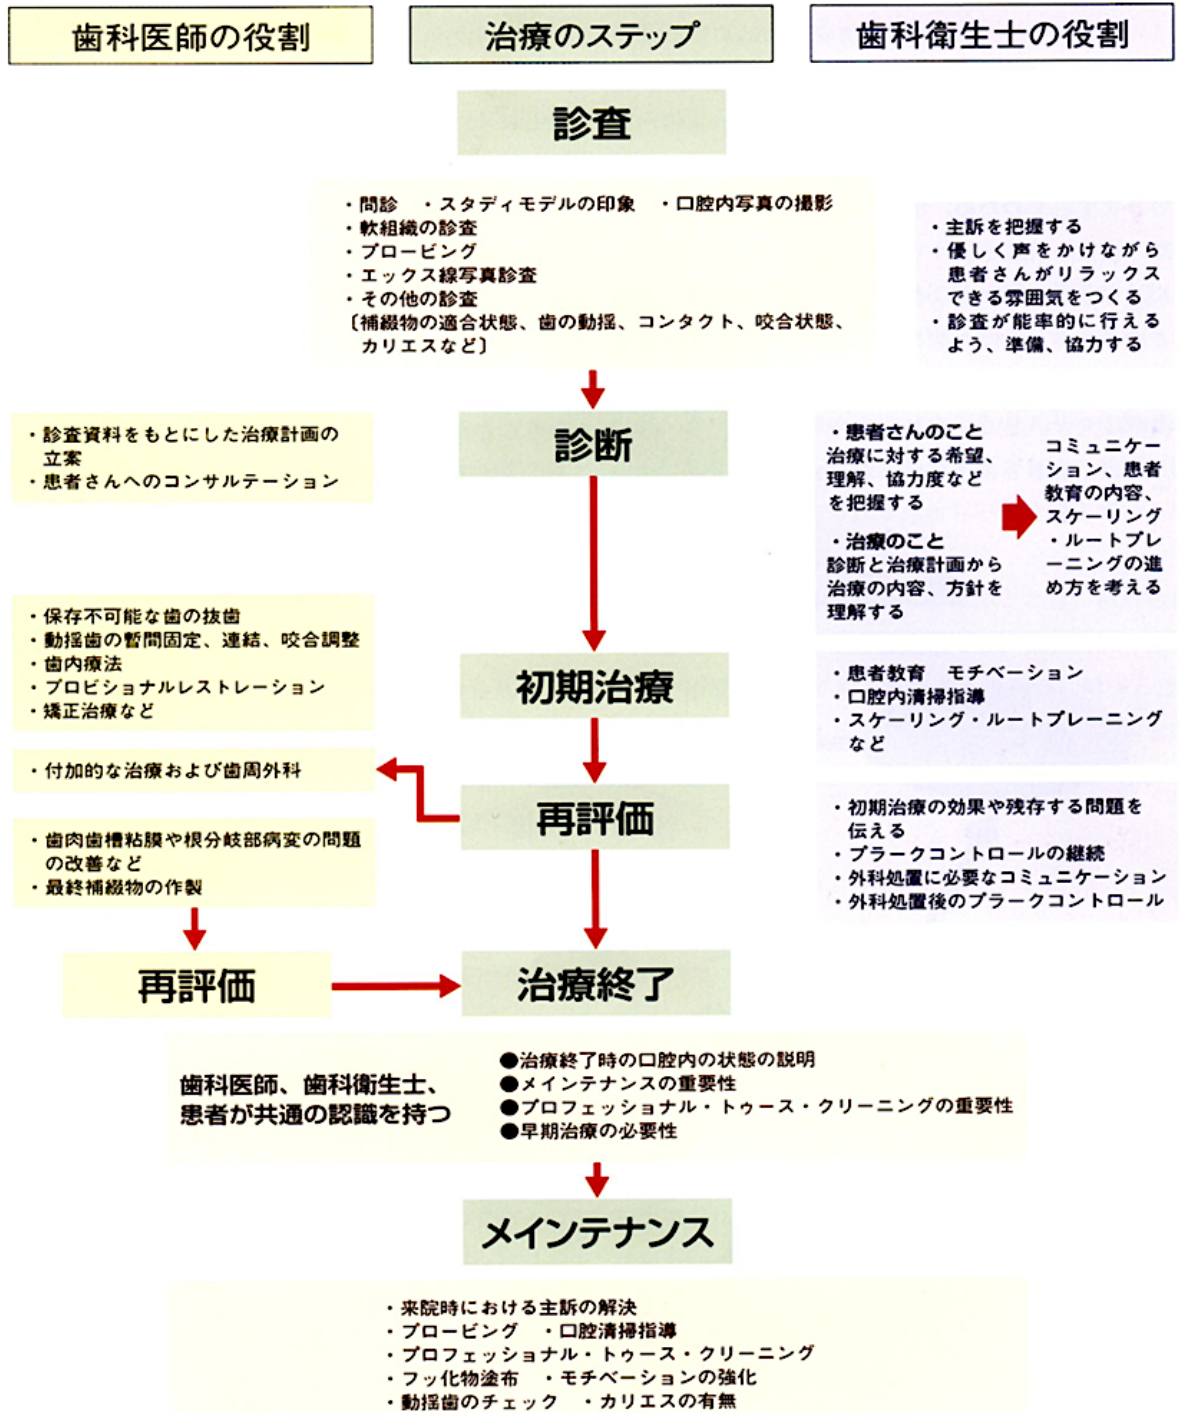 歯科医師の役割
治療のステップ
歯科衛生士の役割
診査
・問診　・スタディモデルの印象　・口腔内写真の撮影
・軟組織の診査
・プロービング
・エックス線写真診査
・その他の診査
〔補綴物の適合状態、歯の動揺、コンタクト、咬合状態、
カリエスなど〕
・主訴を把握する
・優しく声をかけながら
患者さんがリラックス
できる雰囲気をつくる
・診査が能率的に行える
よう、準備、協力する
・診査資料をもとにした治療計画の
立案
・患者さんへのコンサルテーション
診断
・患者さんのこと
治療に対する希望、
理解、協力度など
を把握する
・治療のこと
診断と治療計画から
治療の内容、方針を
理解する
コミュニケー
ション、患者
教育の内容、
スケーリング
・ルートプレ
ーニングの進
め方を考える
・保存不可能な歯の抜歯
・動揺歯の暫間固定、連結、咬合調整
・歯内療法
・プロビショナルレストレーション
・矯正治療など
初期治療
・患者教育　モチベーション
・口腔内清掃指導
・スケーリング・ルートプレーニング
など
・付加的な治療および歯周外科
再評価
・初期治療の効果や残存する問題を
伝える
・プラークコントロールの継続
・外科処置に必要なコミュニケーション
・外科処置後のプラークコントロール
・歯肉歯槽粘膜や根分岐部病変の問題
の改善など
・最終補綴物の作製
再評価
治療終了
歯科医師、歯科衛生士、
患者が共通の認識を持つ
●治療終了時の口腔内の状態の説明
●メインテナンスの重要性
●プロフェッショナル・トゥース・クリーニングの重要性
●早期治療の必要性
メインテナンス
・来院時における主訴の解決
・プロービング　・口腔清掃指導
・プロフェッショナル・トゥース・クリーニング
・フッ化物塗布　・モチベーションの強化
・動揺歯のチェック　・カリエスの有無